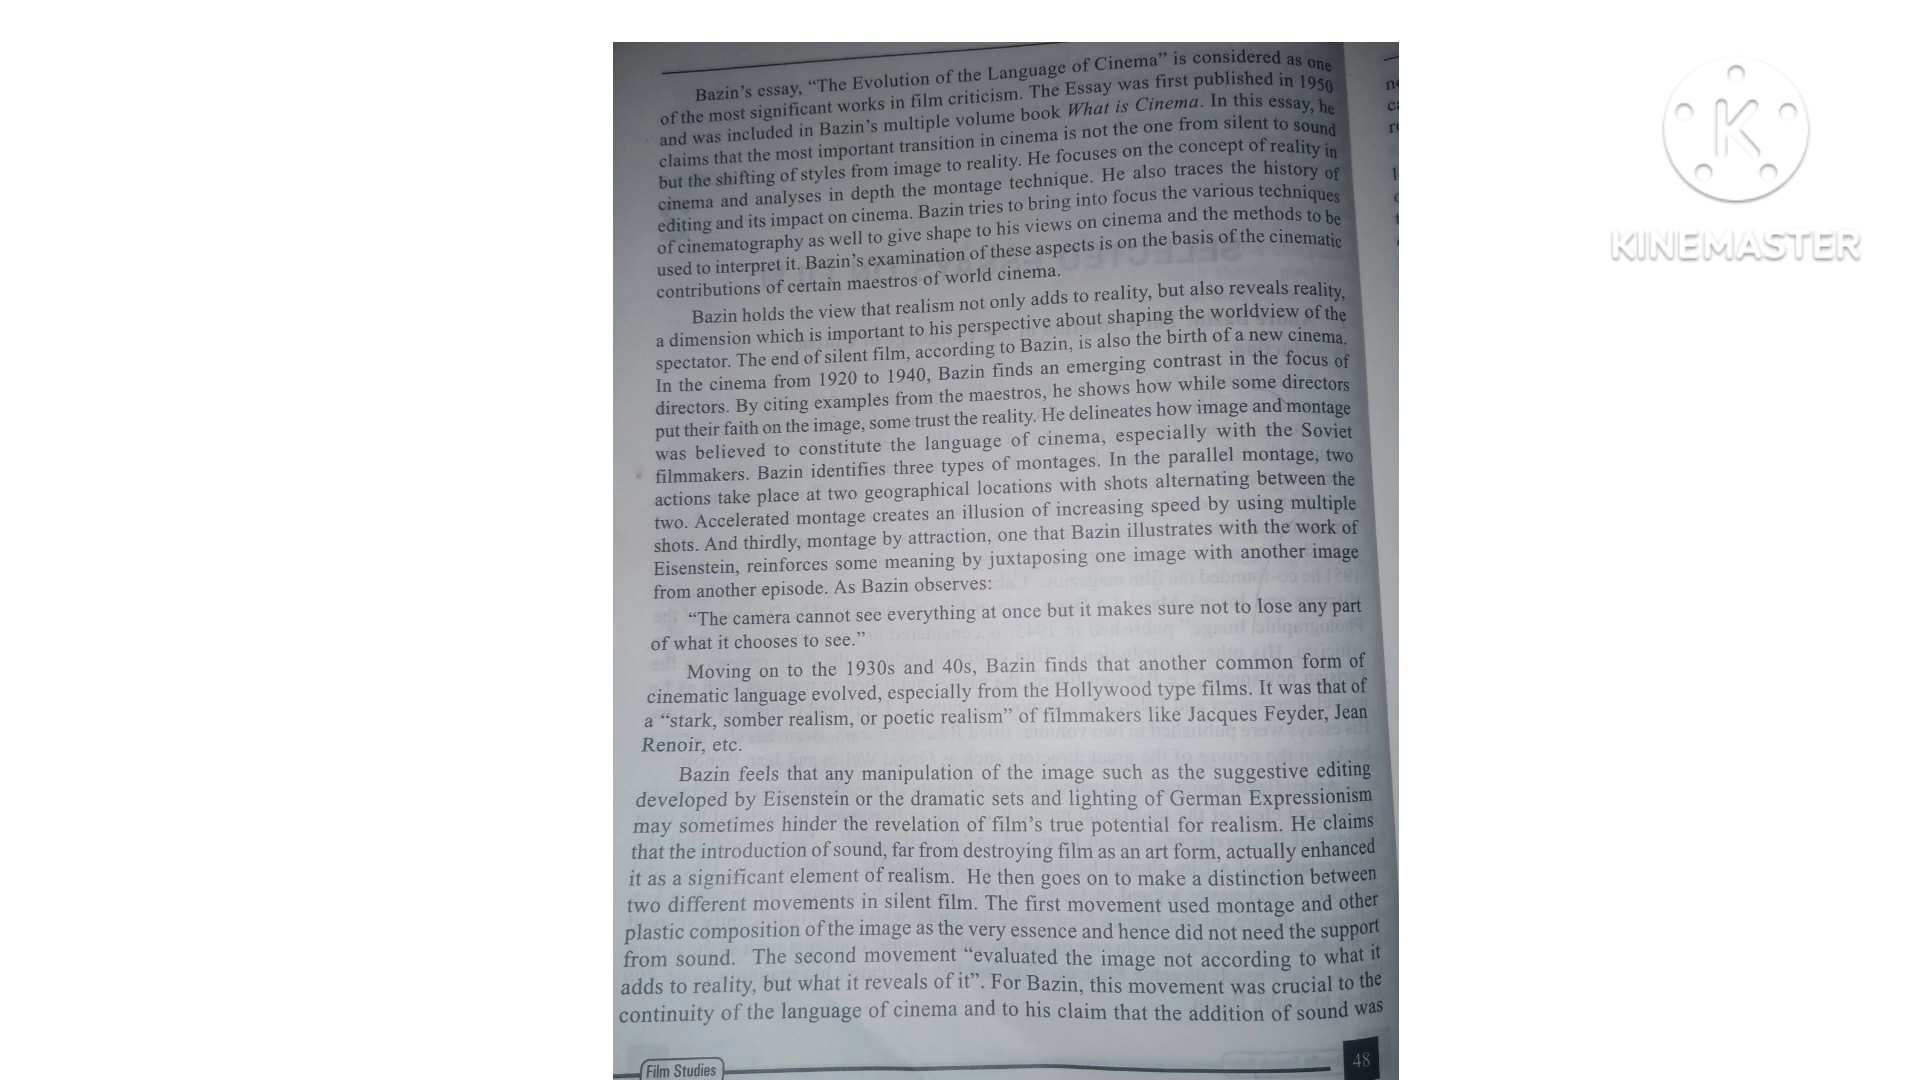 Bazin's essay, "The Evolution of the Language of Cinema" is considered as one
of the most significant works in film criticism. The Essay was first published in 1950
and was included in Bazin's multiple volume book What is Cinema. In this essay, he
claims that the most important transition in cinema is not the one from silent to sound
but the shifting of styles from image to reality. He focuses on the concept of reality in
cinema and analyses in depth the montage technique. He also traces the history of
editing and its impact on cinema. Bazin tries to bring into focus the various techniques
of cinematography as well to give shape to his views on cinema and the methods to be
used to interpret it. Bazin's examination of these aspects is on the basis of the cinematic
contributions of certain maestros of world cinema.
Bazin holds the view that realism not only adds to reality, but also reveals reality,
a dimension which is important to his perspective about shaping the worldview of the
spectator. The end of silent film, according to Bazin, is also the birth of a new cinema.
In the cinema from 1920 to 1940, Bazin finds an emerging contrast in the focus of
directors. By citing examples from the maestros, he shows how while some directors
put their faith on the image, some trust the reality. He delineates how image and montage
was believed to constitute the language of cinema, especially with the Soviet
filmmakers. Bazin identifies three types of montages. In the parallel montage, two
actions take place at two geographical locations with shots alternating between the
two. Accelerated montage creates an illusion of increasing speed by using multiple
shots. And thirdly, montage by attraction, one that Bazin illustrates with the work of
Eisenstein, reinforces some meaning by juxtaposing one image with another image
from another episode. As Bazin observes:
"The camera cannot see everything at once but it makes sure not to lose any part
of what it chooses to see."
Moving on to the 1930s and 40s, Bazin finds that another common form of
cinematic language evolved, especially from the Hollywood type films. It was that of
a "stark, somber realism, or poetic realism" of filmmakers like Jacques Feyder, Jean
Renoir, etc.
Bazin feels that any manipulation of the image such as the suggestive editing
developed by Eisenstein or the dramatic sets and lighting of German Expressionism
may sometimes hinder the revelation of film's true potential for realism. He claims
that the introduction of sound, far from destroying film as an art form, actually enhanced
it as a significant element of realism. He then goes on to make a distinction between
two different movements in silent film. The first movement used montage and other
plastic composition of the image as the very essence and hence did not need the support
from sound. The second movement "evaluated the image not according to what it
adds to reality, but what it reveals of it". For Bazin, this movement was crucial to the
continuity of the language of cinema and to his claim that the addition of sound was
Film Studies
48
K
KINEMASTER